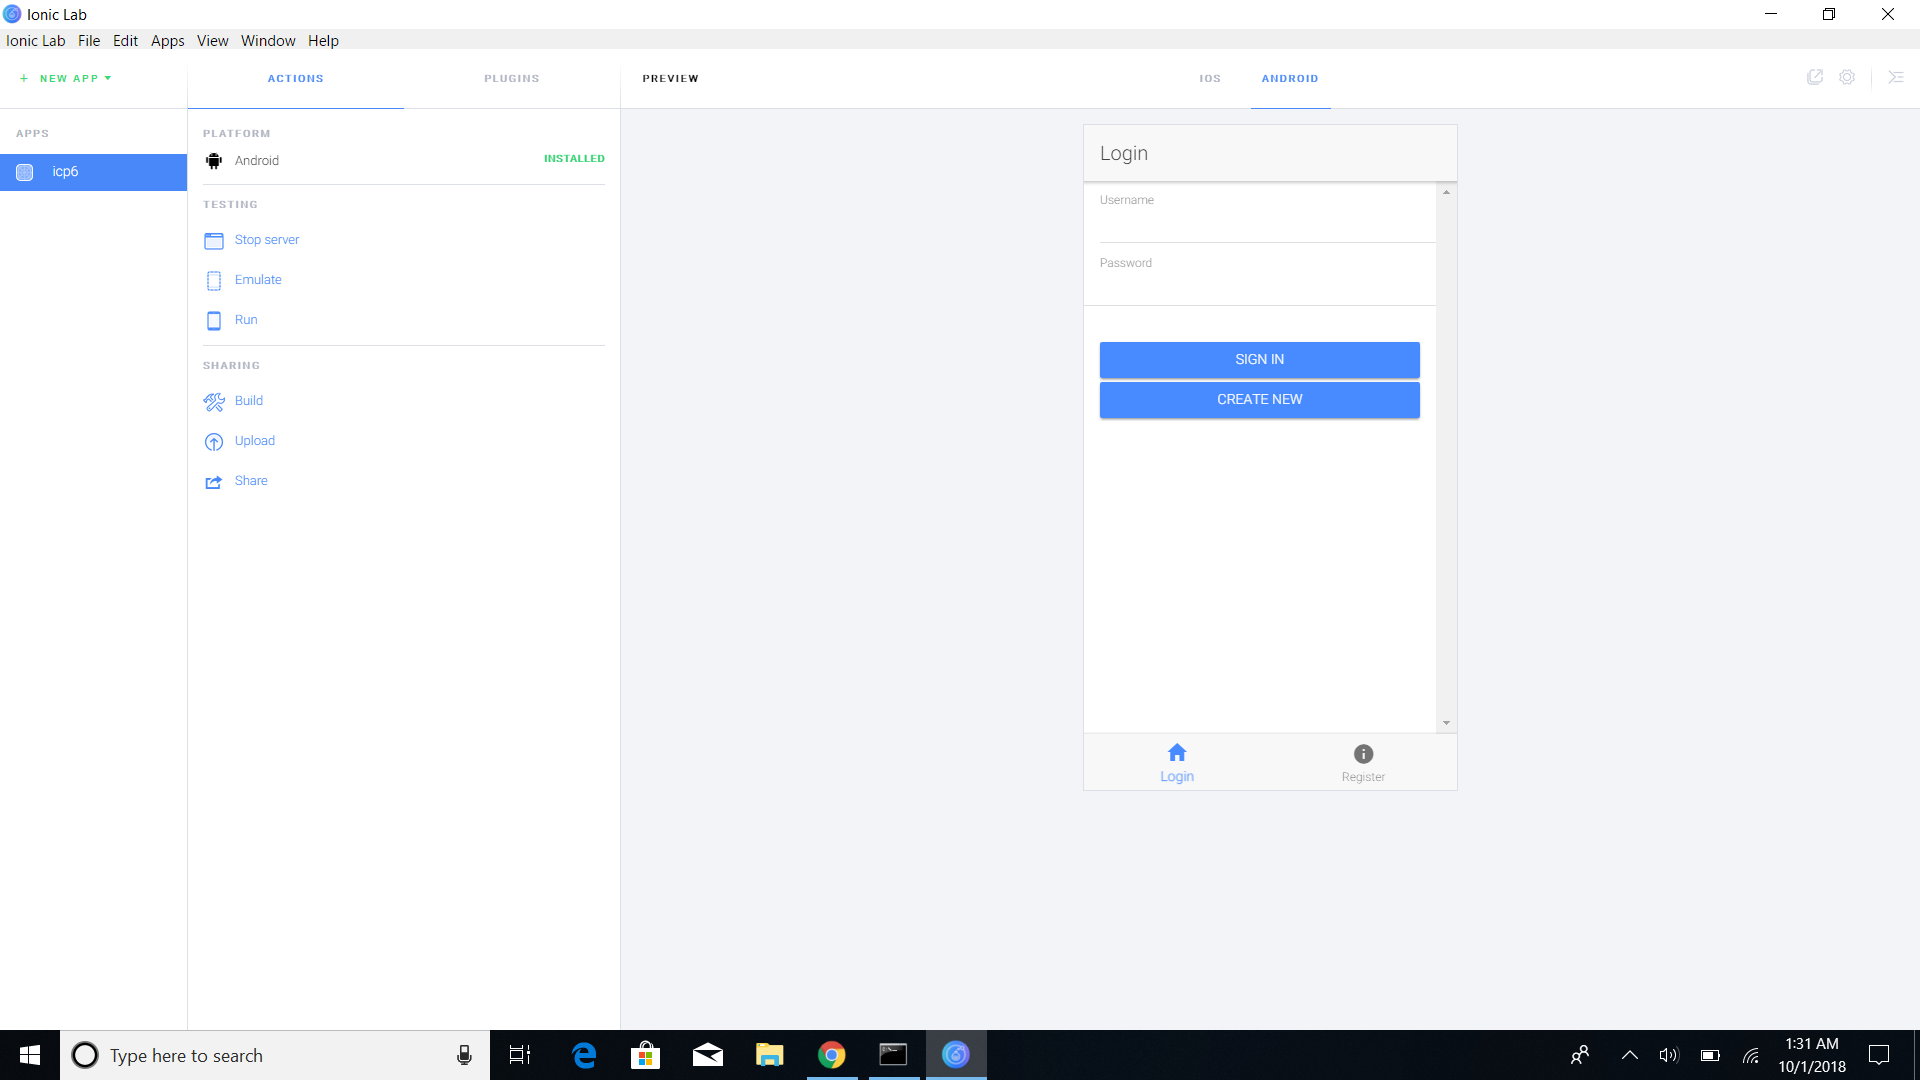 Ionic Lab
Ionic Lab File Edit Apps View Window Help
+ NEW APP
ACTIONS
PLUGINS
PREVIEW
IOS
ANDROID
APPS
icp6
PLATFORM
Android
INSTALLED
TESTING
Stop server
Emulate
Run
SHARING
Build
Upload
Share
Login
Username
Password
SIGN IN
CREATE NEW
Login
Register
Type here to search
1:31 AM
10/1/2018